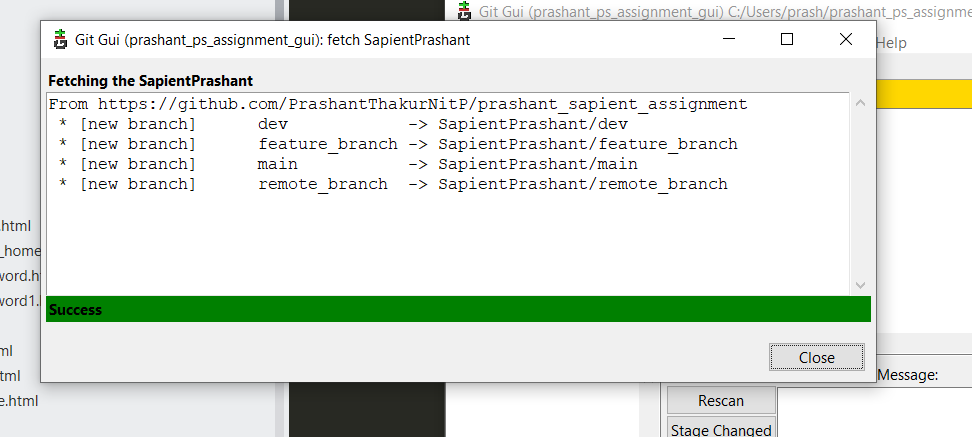 Git Gui (prashant_ps_assignment_gui) C:/Users/prash/prashant_ps_assignme
Git Gui (prashant_ps_assignment_gui): fetch SapientPrashant
Help
Fetching the SapientPrashant
From https://github.com/PrashantThakurNitP/prashant_sapient_assignment
* [new branch] dev -> SapientPrashant/dev
* [new branch] feature_branch -> SapientPrashant/feature_branch
* [new branch] main -> SapientPrashant/main
* [new branch] remote_branch -> SapientPrashant/remote_branch
.html
_home
word.h
word1.
Success
ml
Close
tml
Message:
e.html
Rescan
Stage Changed